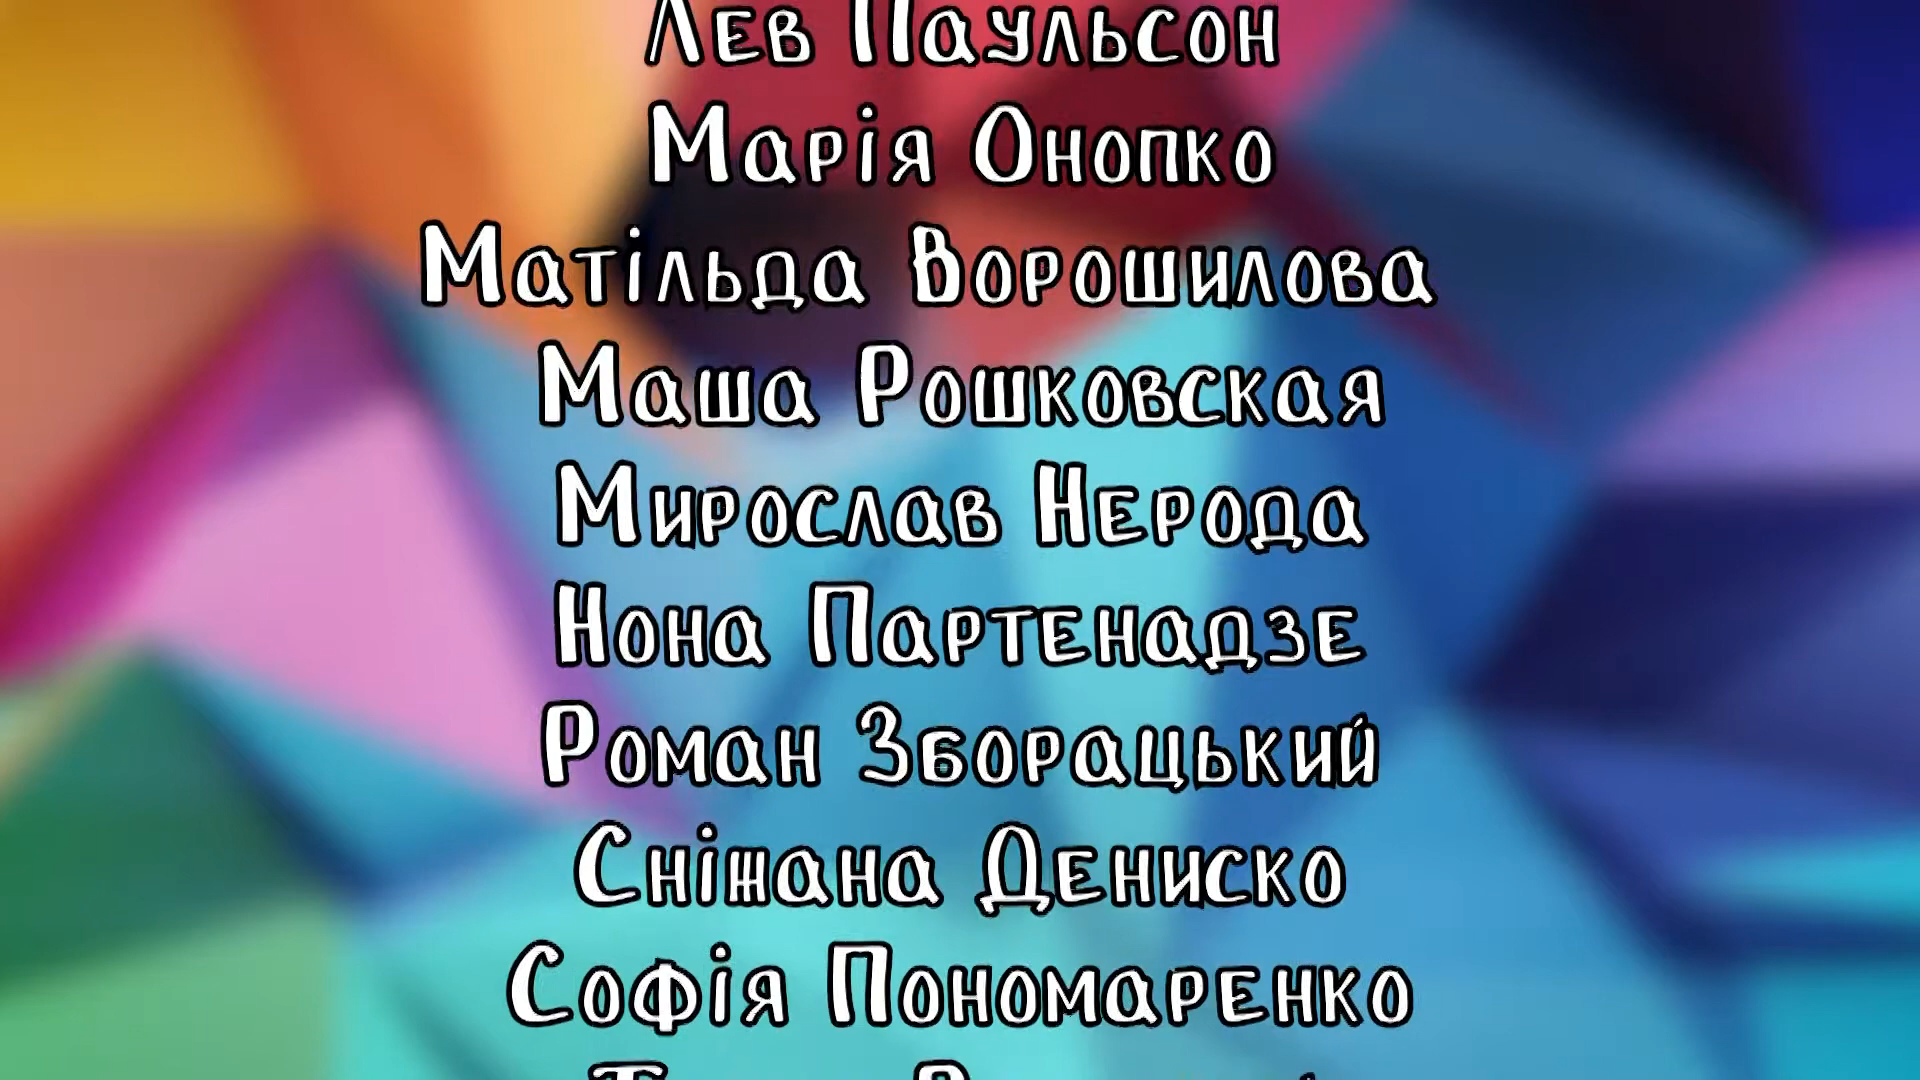 Лев Паульсон
Марія Онопко
Матільда Ворошилова
Маша Рошковская
Мирослав Нерода
Нона Партенадзе
Роман Зборацький
Сніжана Дениско
Софія Пономаренко